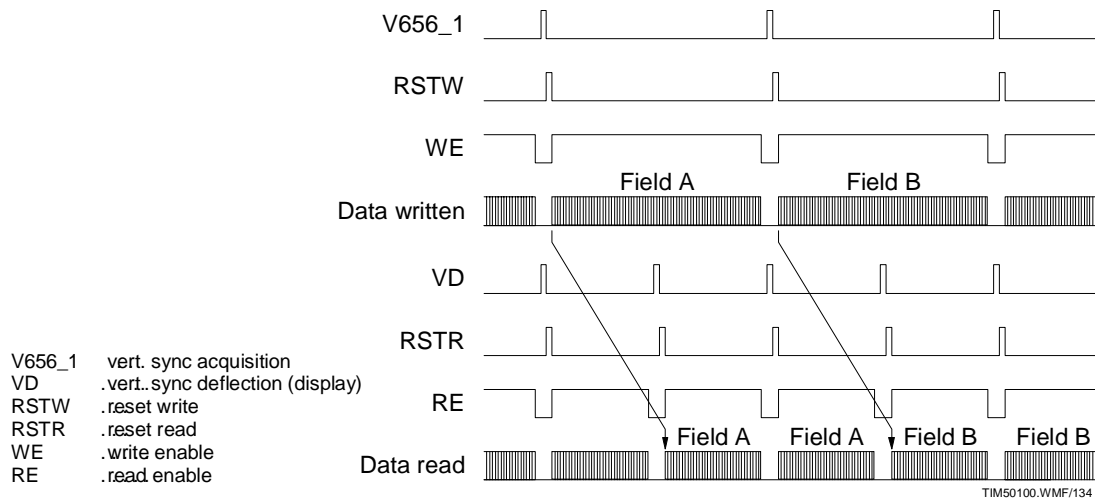 V656_1
RSTW
WE
Field A Field B
Data written
VD
RSTR
RE
Field A Field A Field B Field B
Data read
V656_1 vert. sync acquisition
VD .vert..sync deflection (display)
RSTW .reset write
RSTR .reset read
WE .write enable
RE .read enable
TIM50100.WMF/134